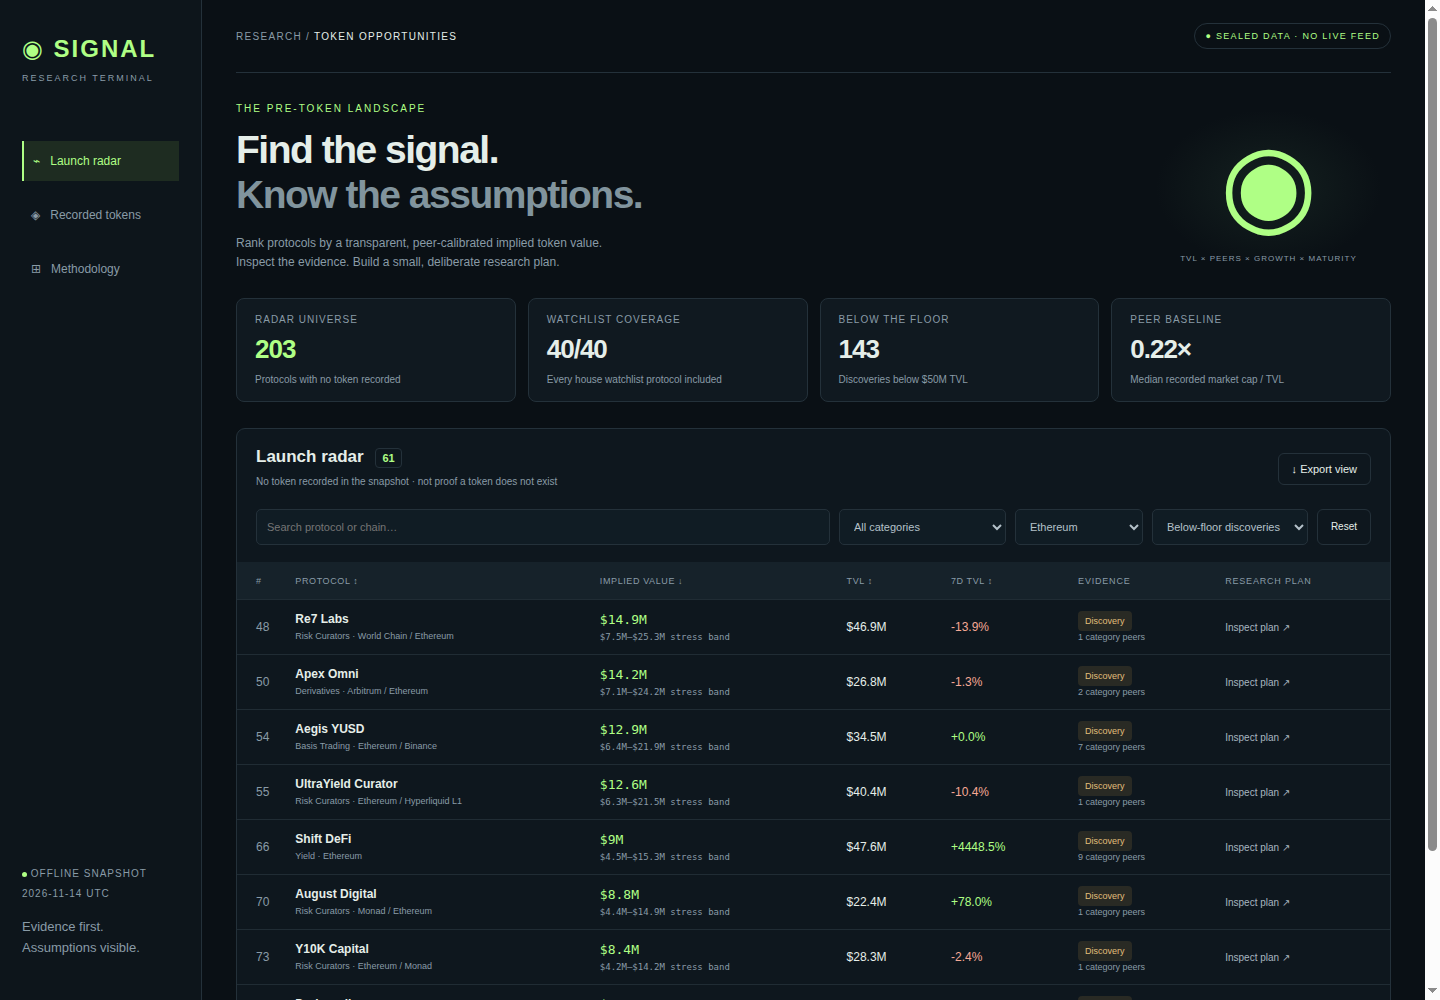 ◉ SIGNAL
RESEARCH TERMINAL
⌁ Launch radar
◈ Recorded tokens
⊞ Methodology
OFFLINE SNAPSHOT
2026-11-14 UTC
Evidence first.
Assumptions visible.
RESEARCH / TOKEN OPPORTUNITIES
● SEALED DATA · NO LIVE FEED
THE PRE-TOKEN LANDSCAPE
Find the signal.
Know the assumptions.
Rank protocols by a transparent, peer-calibrated implied token value.
Inspect the evidence. Build a small, deliberate research plan.
TVL × PEERS × GROWTH × MATURITY
RADAR UNIVERSE
203
Protocols with no token recorded
WATCHLIST COVERAGE
40/40
Every house watchlist protocol included
BELOW THE FLOOR
143
Discoveries below $50M TVL
PEER BASELINE
0.22×
Median recorded market cap / TVL
Launch radar 61
No token recorded in the snapshot · not proof a token does not exist
↓ Export view
Search protocol or chain… All categories Ethereum Below-floor discoveries Reset
# PROTOCOL ↕ IMPLIED VALUE ↓ TVL ↕ 7D TVL ↕ EVIDENCE RESEARCH PLAN
48 Re7 Labs $14.9M $46.9M -13.9% Discovery Inspect plan ↗
Risk Curators · World Chain / Ethereum $7.5M–$25.3M stress band 1 category peers
50 Apex Omni $14.2M $26.8M -1.3% Discovery Inspect plan ↗
Derivatives · Arbitrum / Ethereum $7.1M–$24.2M stress band 2 category peers
54 Aegis YUSD $12.9M $34.5M +0.0% Discovery Inspect plan ↗
Basis Trading · Ethereum / Binance $6.4M–$21.9M stress band 7 category peers
55 UltraYield Curator $12.6M $40.4M -10.4% Discovery Inspect plan ↗
Risk Curators · Ethereum / Hyperliquid L1 $6.3M–$21.5M stress band 1 category peers
66 Shift DeFi $9M $47.6M +4448.5% Discovery Inspect plan ↗
Yield · Ethereum $4.5M–$15.3M stress band 9 category peers
70 August Digital $8.8M $22.4M +78.0% Discovery Inspect plan ↗
Risk Curators · Monad / Ethereum $4.4M–$14.9M stress band 1 category peers
73 Y10K Capital $8.4M $28.3M -2.4% Discovery Inspect plan ↗
Risk Curators · Ethereum / Monad $4.2M–$14.2M stress band 1 category peers